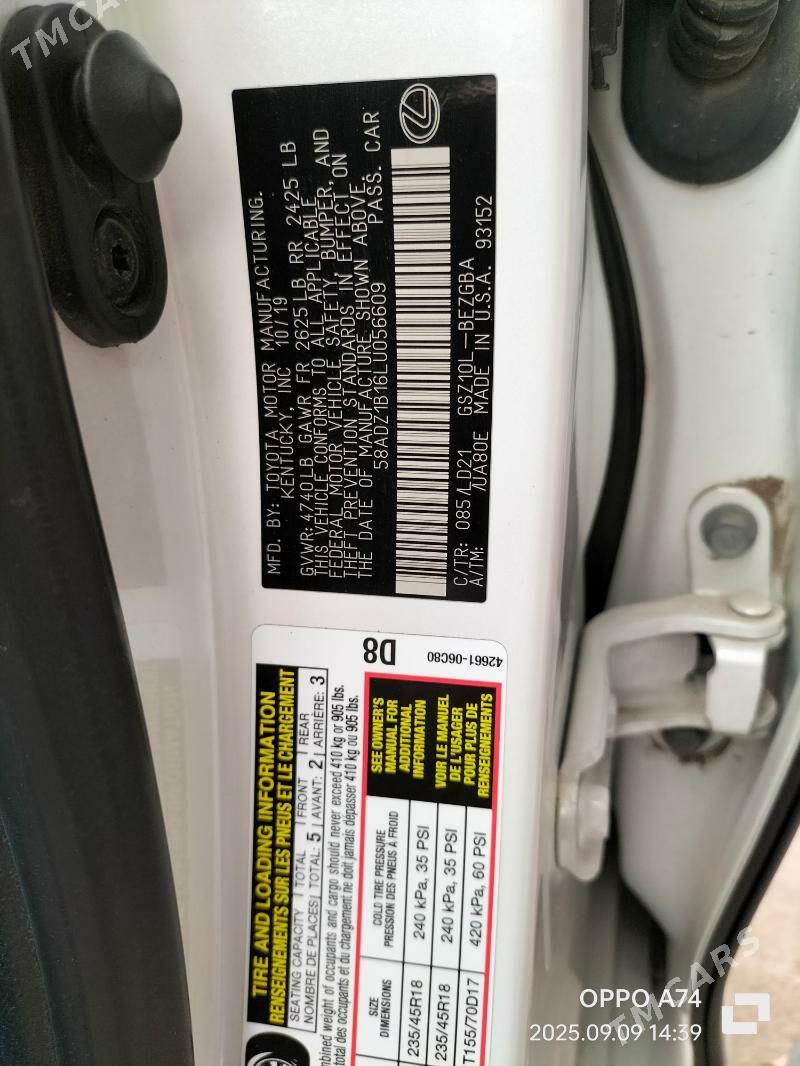 TMCARS
MFD. BY: TOYOTA MOTOR MANUFACTURING.
KENTUCKY, INC 10/19
GVWR: 4740LB GAWR FR 2625LB RR 2425 LB
THIS VEHICLE CONFORMS TO ALL APPLICABLE
FEDERAL MOTOR VEHICLE SAFETY, BUMPER, AND
THEFT PREVENTION STANDARDS IN EFFECT ON
THE DATE OF MANUFACTURE SHOWN ABOVE.
58ADZ1B16LU056609 PASS. CAR
C/TR: 085/LD21 GSZ10L-BEZGBA
A/TM: /UA80E MADE IN U.S.A. 93152
TIRE AND LOADING INFORMATION
RENSEIGNEMENTS SUR LES PNEUS ET LE CHARGEMENT
SEATING CAPACITY | TOTAL | FRONT | REAR
NOMBRE DE PLACES | TOTAL: 5 | AVANT: 2 | ARRIÈRE: 3
weight of occupants and cargo should never exceed 410 kg or 905 lbs.
total des occupants et du chargement ne doit jamais dépasser 410 kg ou 905 lbs.
SIZE
DIMENSIONS
COLD TIRE PRESSURE
PRESSION DES PNEUS À FROID
235/45R18 240 kPa, 35 PSI
235/45R18 240 kPa, 35 PSI
T155/70D17 420 kPa, 60 PSI
SEE OWNER'S
MANUAL FOR
ADDITIONAL
INFORMATION
VOIR LE MANUEL
DE L'USAGER
POUR PLUS DE
RENSEIGNEMENTS
D8
42661-06C80
OPPO A74
2025.09.09 14:39
TMCARS